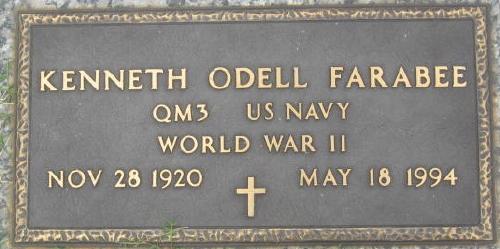 KENNETH ODELL FARABEE
QM3 US NAVY
WORLD WAR II
NOV 28 1920 MAY 18 1994